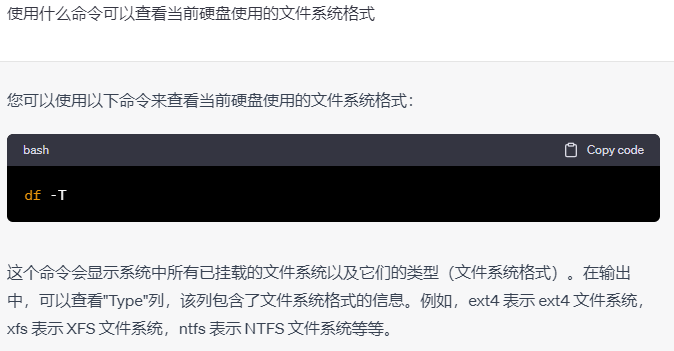 使用什么命令可以查看当前硬盘使用的文件系统格式
您可以使用以下命令来查看当前硬盘使用的文件系统格式：
bash
Copy code
df -T
这个命令会显示系统中所有已挂载的文件系统以及它们的类型（文件系统格式）。在输出
中，可以查看"Type"列，该列包含了文件系统格式的信息。例如，ext4 表示 ext4 文件系统，
xfs 表示 XFS 文件系统，ntfs 表示 NTFS 文件系统等等。